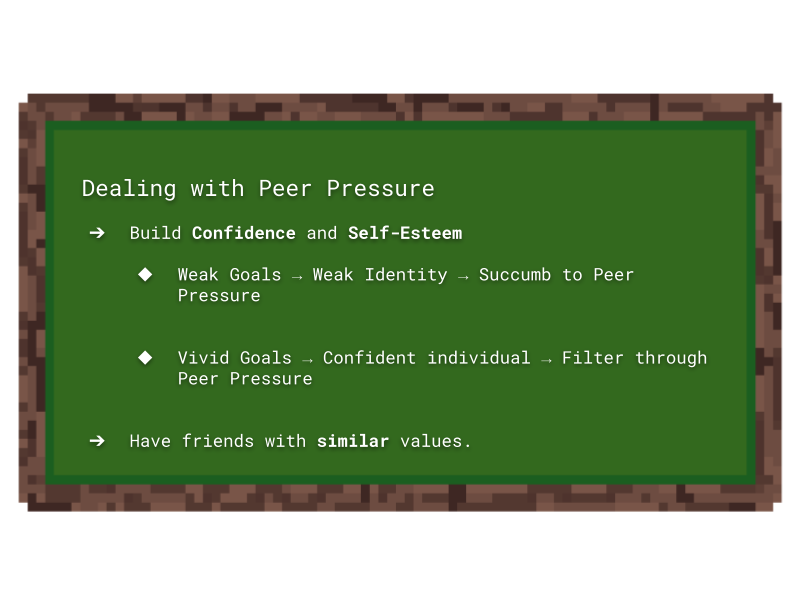 Dealing with Peer Pressure
➔ Build Confidence and Self-Esteem
◆ Weak Goals → Weak Identity → Succumb to Peer
Pressure
◆ Vivid Goals → Confident individual → Filter through
Peer Pressure
➔ Have friends with similar values.